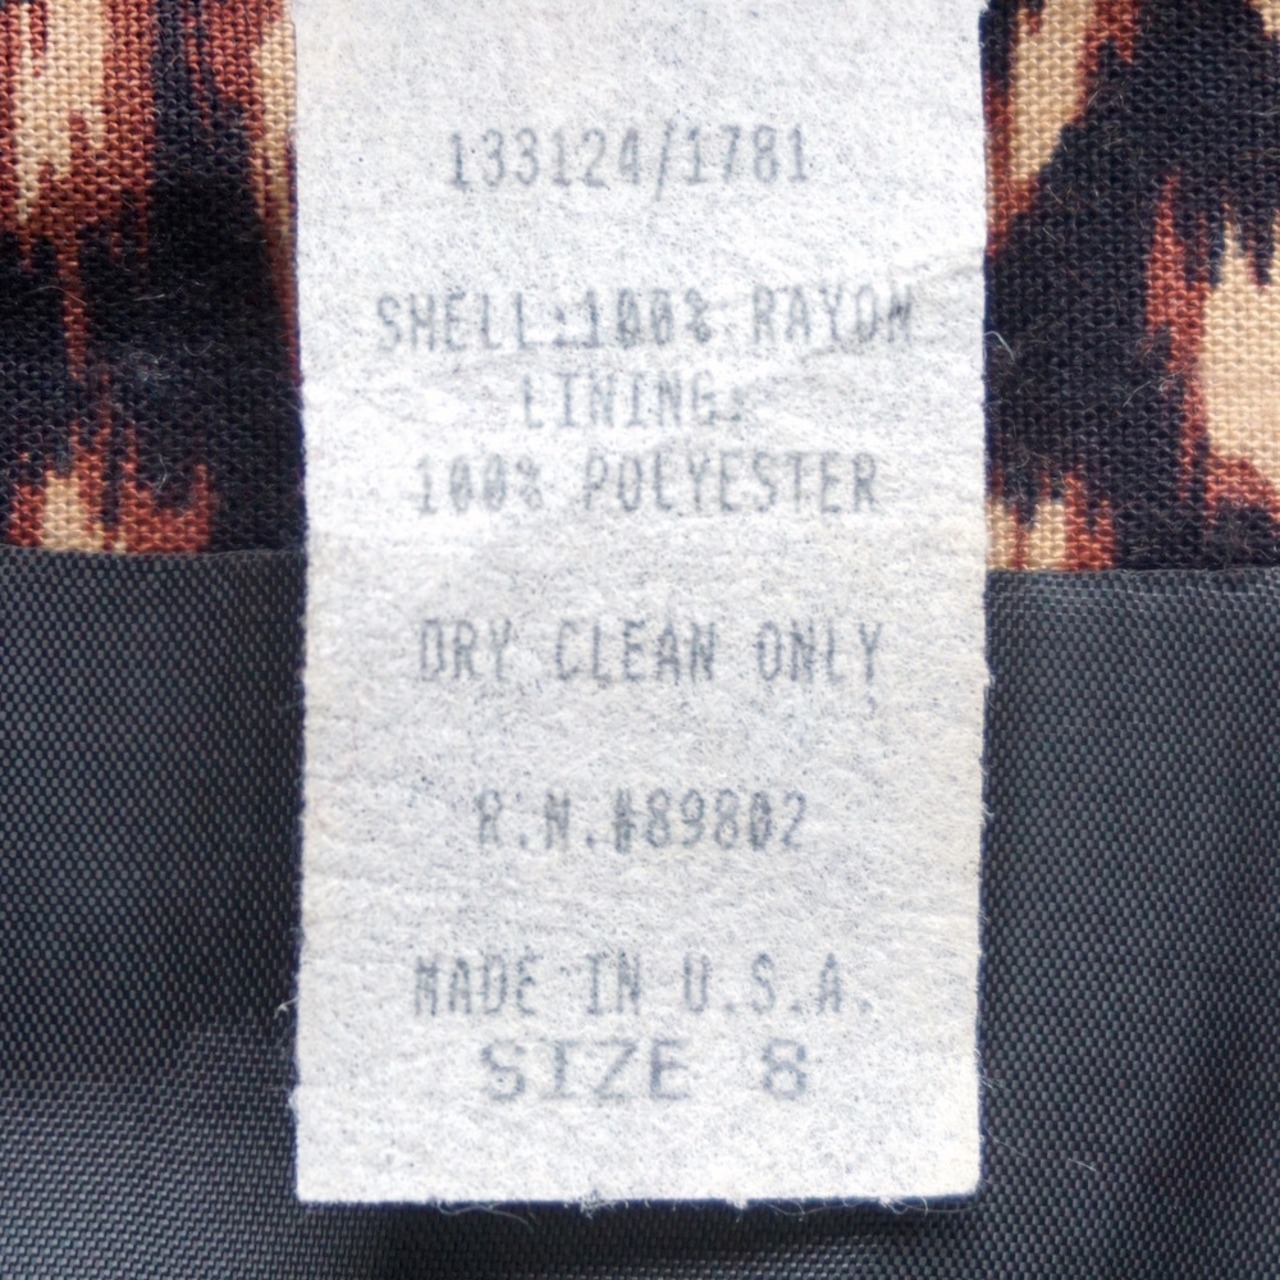 133124/1781
SHELL:100% RAYON
LINING:
100% POLYESTER
DRY CLEAN ONLY
R.N.#89802
MADE IN U.S.A.
SIZE 8